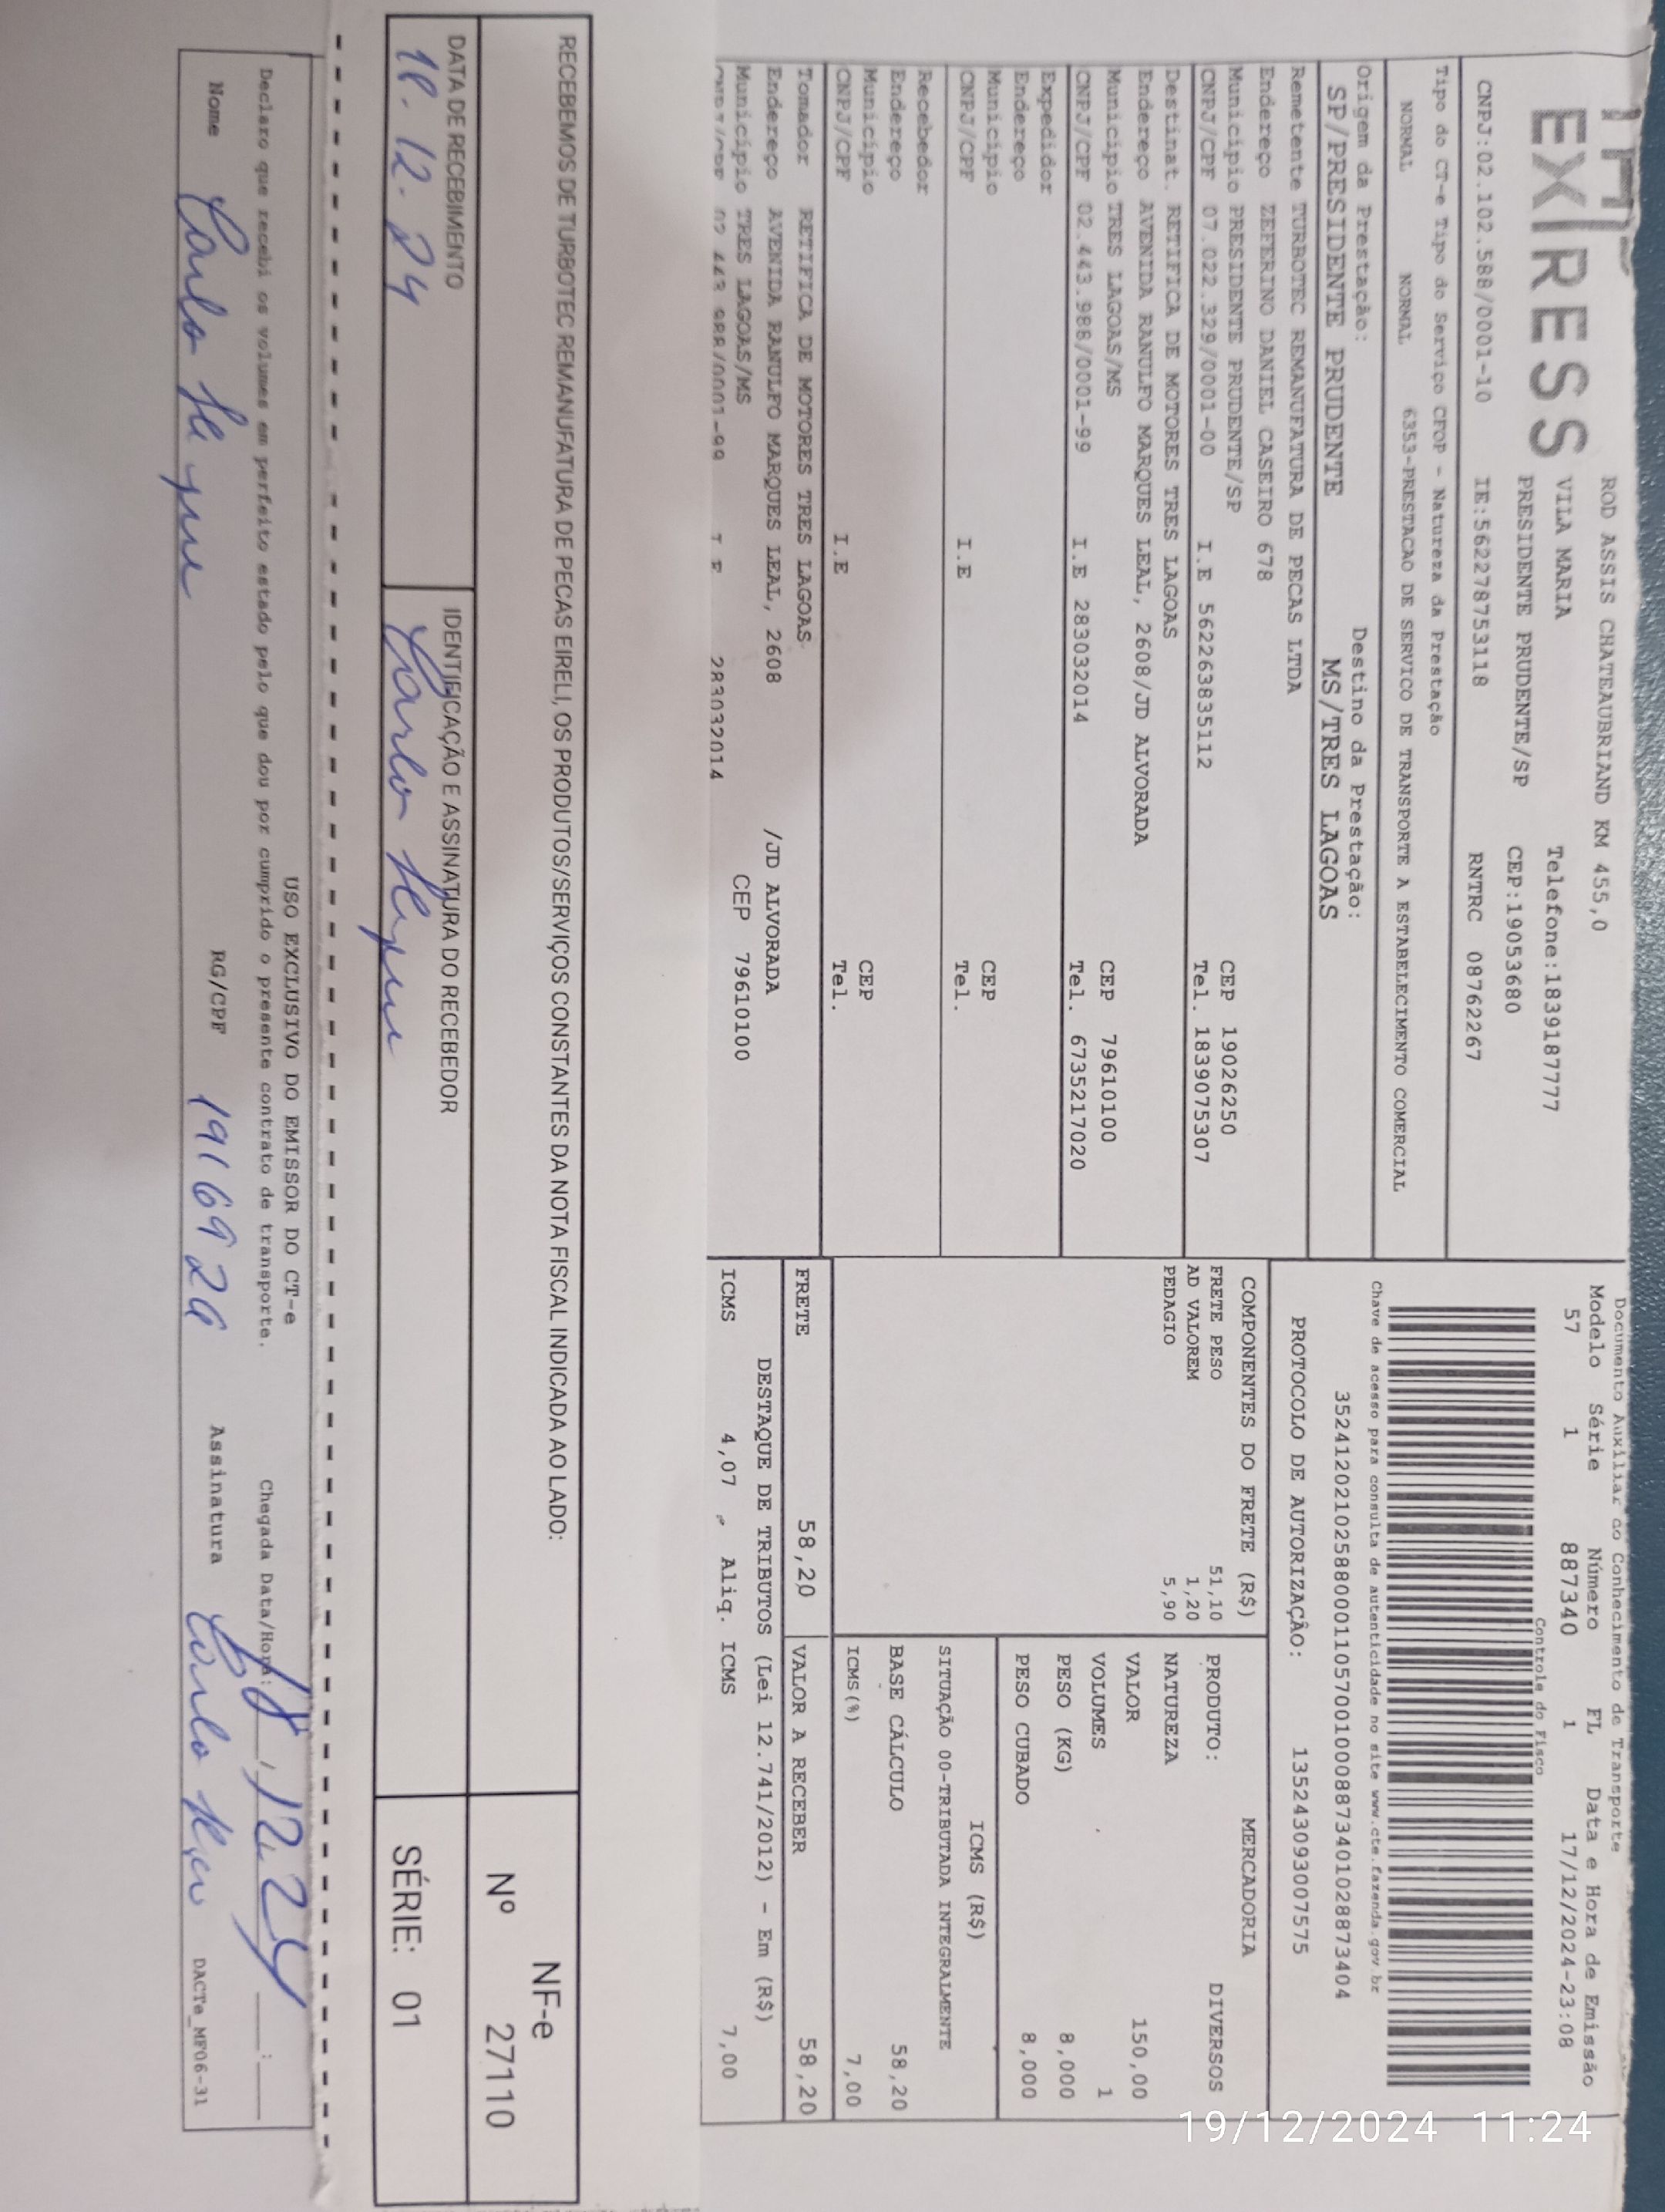 EXPRESS
ROD ASSIS CHATEAUBRIAND KM 455,0
VILA MARIA Telefone:1839187777
PRESIDENTE PRUDENTE/SP CEP:19053680
CNPJ:02.102.588/0001-10 IE:562278753118 RNTRC 08762267
Tipo do CT-e Tipo do Serviço CFOP - Natureza da Prestação
NORMAL NORMAL 6353-PRESTACAO DE SERVICO DE TRANSPORTE A ESTABELECIMENTO COMERCIAL
Origem da Prestação: Destino da Prestação:
SP/PRESIDENTE PRUDENTE MS/TRES LAGOAS
Remetente TURBOTEC REMANUFATURA DE PECAS LTDA
Endereço ZEFERINO DANIEL CASEIRO 678
Município PRESIDENTE PRUDENTE/SP CEP 19026250
CNPJ/CPF 07.022.329/0001-00 I.E 562263835112 Tel. 1839075307
Destinat. RETIFICA DE MOTORES TRES LAGOAS
Endereço AVENIDA RANULFO MARQUES LEAL, 2608/JD ALVORADA
Município TRES LAGOAS/MS CEP 79610100
CNPJ/CPF 02.443.988/0001-99 I.E 283032014 Tel. 6735217020
Expedidor
Endereço
Município CEP
CNPJ/CPF I.E Tel.
Recebedor
Endereço
Município CEP
CNPJ/CPF I.E Tel.
Tomador RETIFICA DE MOTORES TRES LAGOAS
Endereço AVENIDA RANULFO MARQUES LEAL, 2608 /JD ALVORADA
Município TRES LAGOAS/MS CEP 79610100
CNPJ/CPF 02.443.988/0001-99 I.E 283032014
Documento Auxiliar do Conhecimento de Transporte
Modelo Série Número FL Data e Hora de Emissão
57 1 887340 1 17/12/2024-23:08
Controle do Fisco
Chave de acesso para consulta de autenticidade no site www.cte.fazenda.gov.br
35241202102588000110570010008873401028873404
PROTOCOLO DE AUTORIZAÇÃO: 135243093007575
COMPONENTES DO FRETE (R$)
FRETE PESO 51,10
AD VALOREM 1,20
PEDAGIO 5,90
MERCADORIA
PRODUTO: DIVERSOS
NATUREZA
VALOR 150,00
VOLUMES 1
PESO (KG) 8,000
PESO CUBADO 8,000
ICMS (R$)
SITUAÇÃO 00-TRIBUTADA INTEGRALMENTE
BASE CÁLCULO 58,20
ICMS(%) 7,00
FRETE 58,20 VALOR A RECEBER 58,20
DESTAQUE DE TRIBUTOS (Lei 12.741/2012) - Em (R$)
ICMS 4,07 Aliq. ICMS 7,00
RECEBEMOS DE TURBOTEC REMANUFATURA DE PECAS EIRELI, OS PRODUTOS/SERVIÇOS CONSTANTES DA NOTA FISCAL INDICADA AO LADO:
NF-e
Nº 27110
SÉRIE: 01
DATA DE RECEBIMENTO
18.12.24
IDENTIFICAÇÃO E ASSINATURA DO RECEBEDOR
Carlos
USO EXCLUSIVO DO EMISSOR DO CT-e
Declaro que recebi os volumes em perfeito estado pelo que dou por cumprido o presente contrato de transporte. Chegada Data/Hora: 18/12/24
Nome Carlos RG/CPF Assinatura Carlos DACTe_MF06-31
19/12/2024 11:24